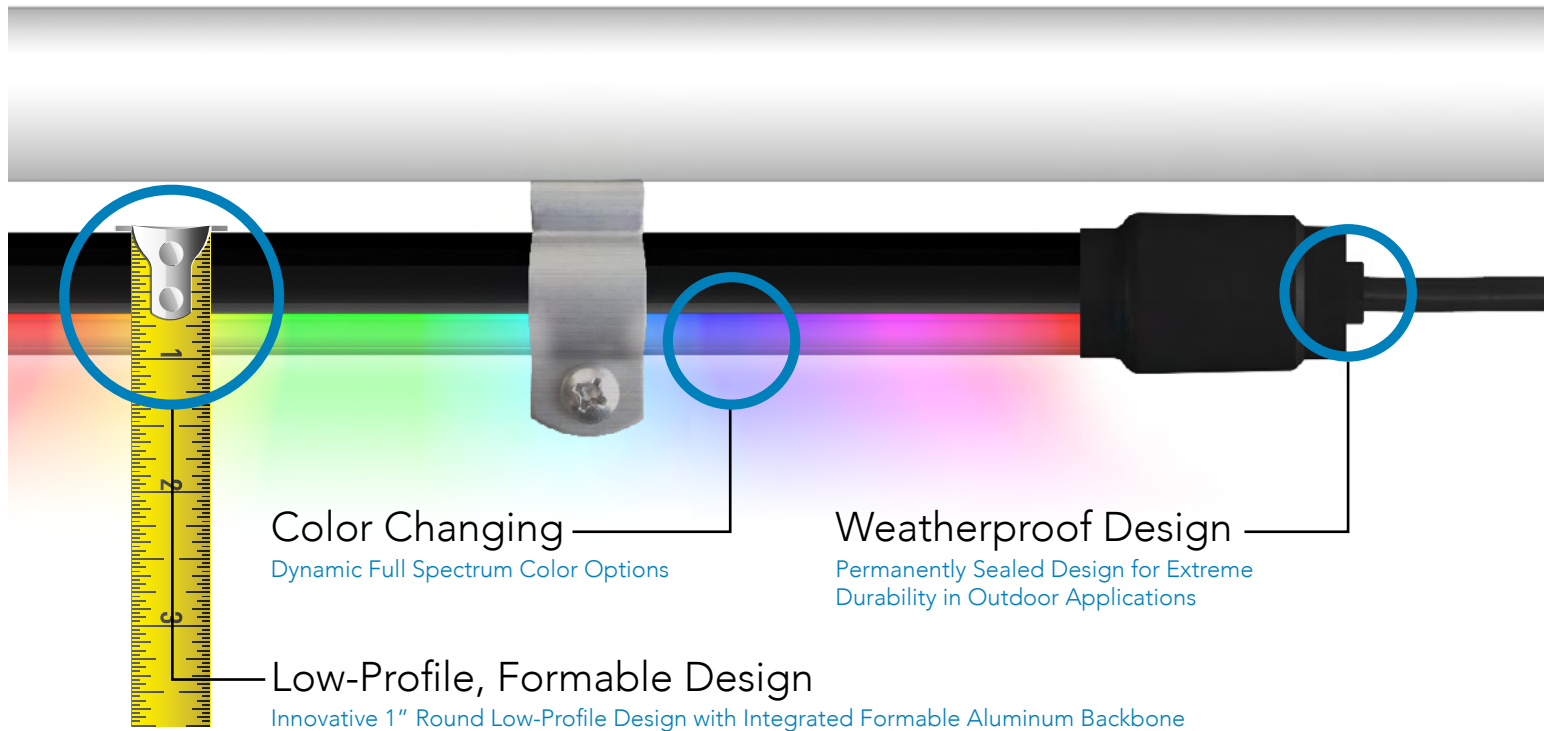 1
2
3
Color Changing
Dynamic Full Spectrum Color Options
Weatherproof Design
Permanently Sealed Design for Extreme
Durability in Outdoor Applications
Low-Profile, Formable Design
Innovative 1” Round Low-Profile Design with Integrated Formable Aluminum Backbone